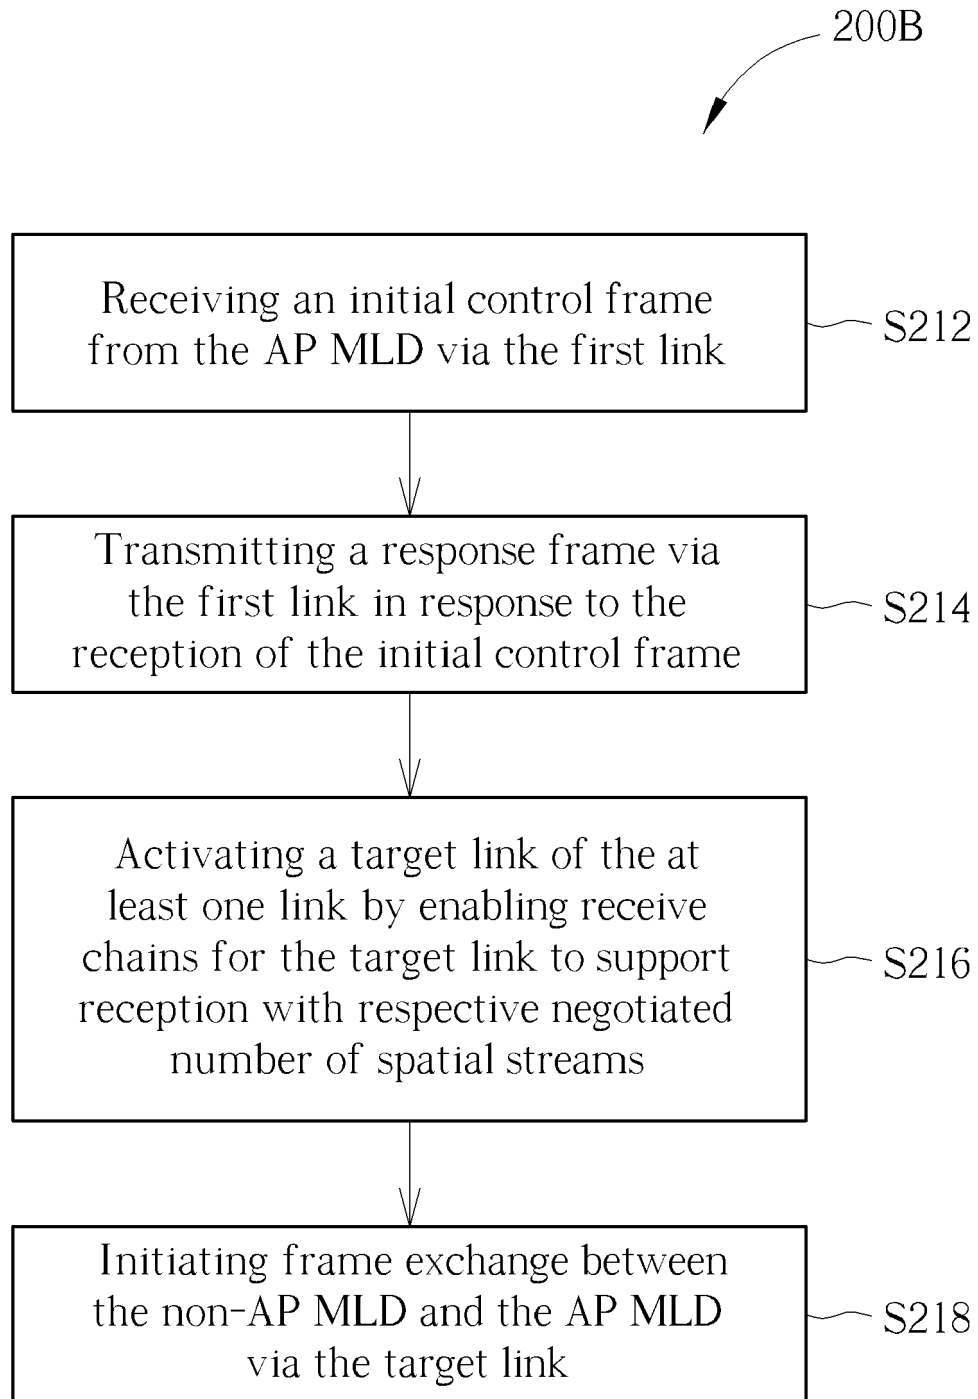 200B
Receiving an initial control frame
from the AP MLD via the first link
S212
Transmitting a response frame via
the first link in response to the
reception of the initial control frame
S214
Activating a target link of the at
least one link by enabling receive
chains for the target link to support
reception with respective negotiated
number of spatial streams
S216
Initiating frame exchange between
the non-AP MLD and the AP MLD
via the target link
S218